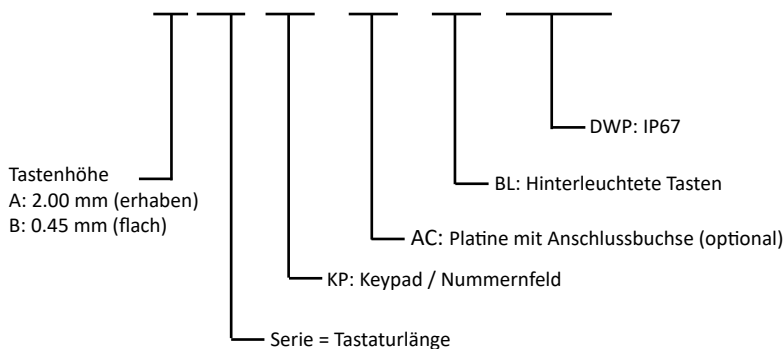 DWP: IP67
Tastenhöhe
A: 2.00 mm (erhaben)
B: 0.45 mm (flach)
BL: Hinterleuchtete Tasten
AC: Platine mit Anschlussbuchse (optional)
KP: Keypad / Nummernfeld
Serie = Tastaturlänge